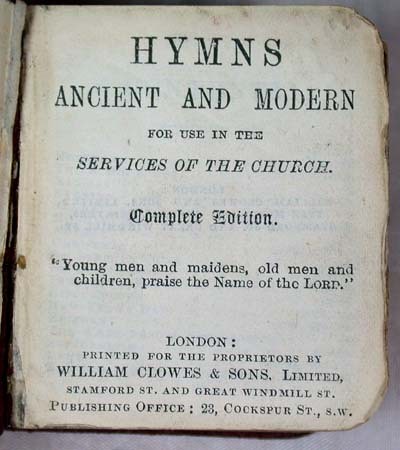 HYMNS
ANCIENT AND MODERN
FOR USE IN THE
SERVICES OF THE CHURCH.
Complete Edition.
"Young men and maidens, old men and
children, praise the Name of the LORD."
LONDON:
PRINTED FOR THE PROPRIETORS BY
WILLIAM CLOWES & SONS, LIMITED,
STAMFORD ST. AND GREAT WINDMILL ST.
PUBLISHING OFFICE: 23, COCKSPUR ST., S.W.